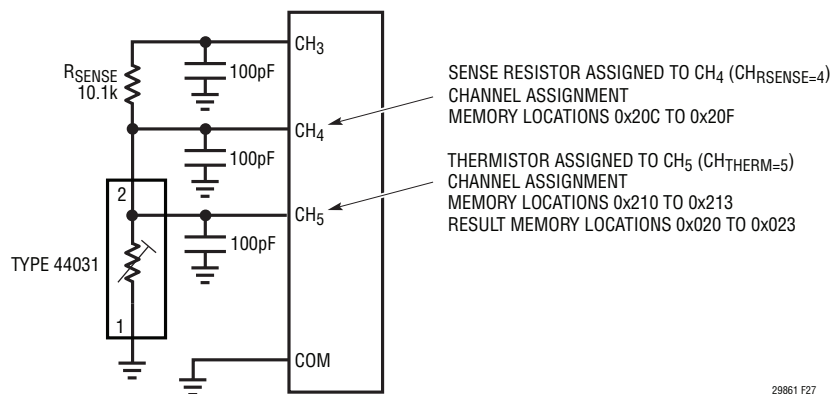 CH3
RSENSE
10.1k
100pF
SENSE RESISTOR ASSIGNED TO CH4 (CHRSENSE=4)
CHANNEL ASSIGNMENT
MEMORY LOCATIONS 0x20C TO 0x20F
CH4
100pF
THERMISTOR ASSIGNED TO CH5 (CHTHERM=5)
CHANNEL ASSIGNMENT
MEMORY LOCATIONS 0x210 TO 0x213
RESULT MEMORY LOCATIONS 0x020 TO 0x023
2
CH5
100pF
TYPE 44031
1
COM
29861 F27